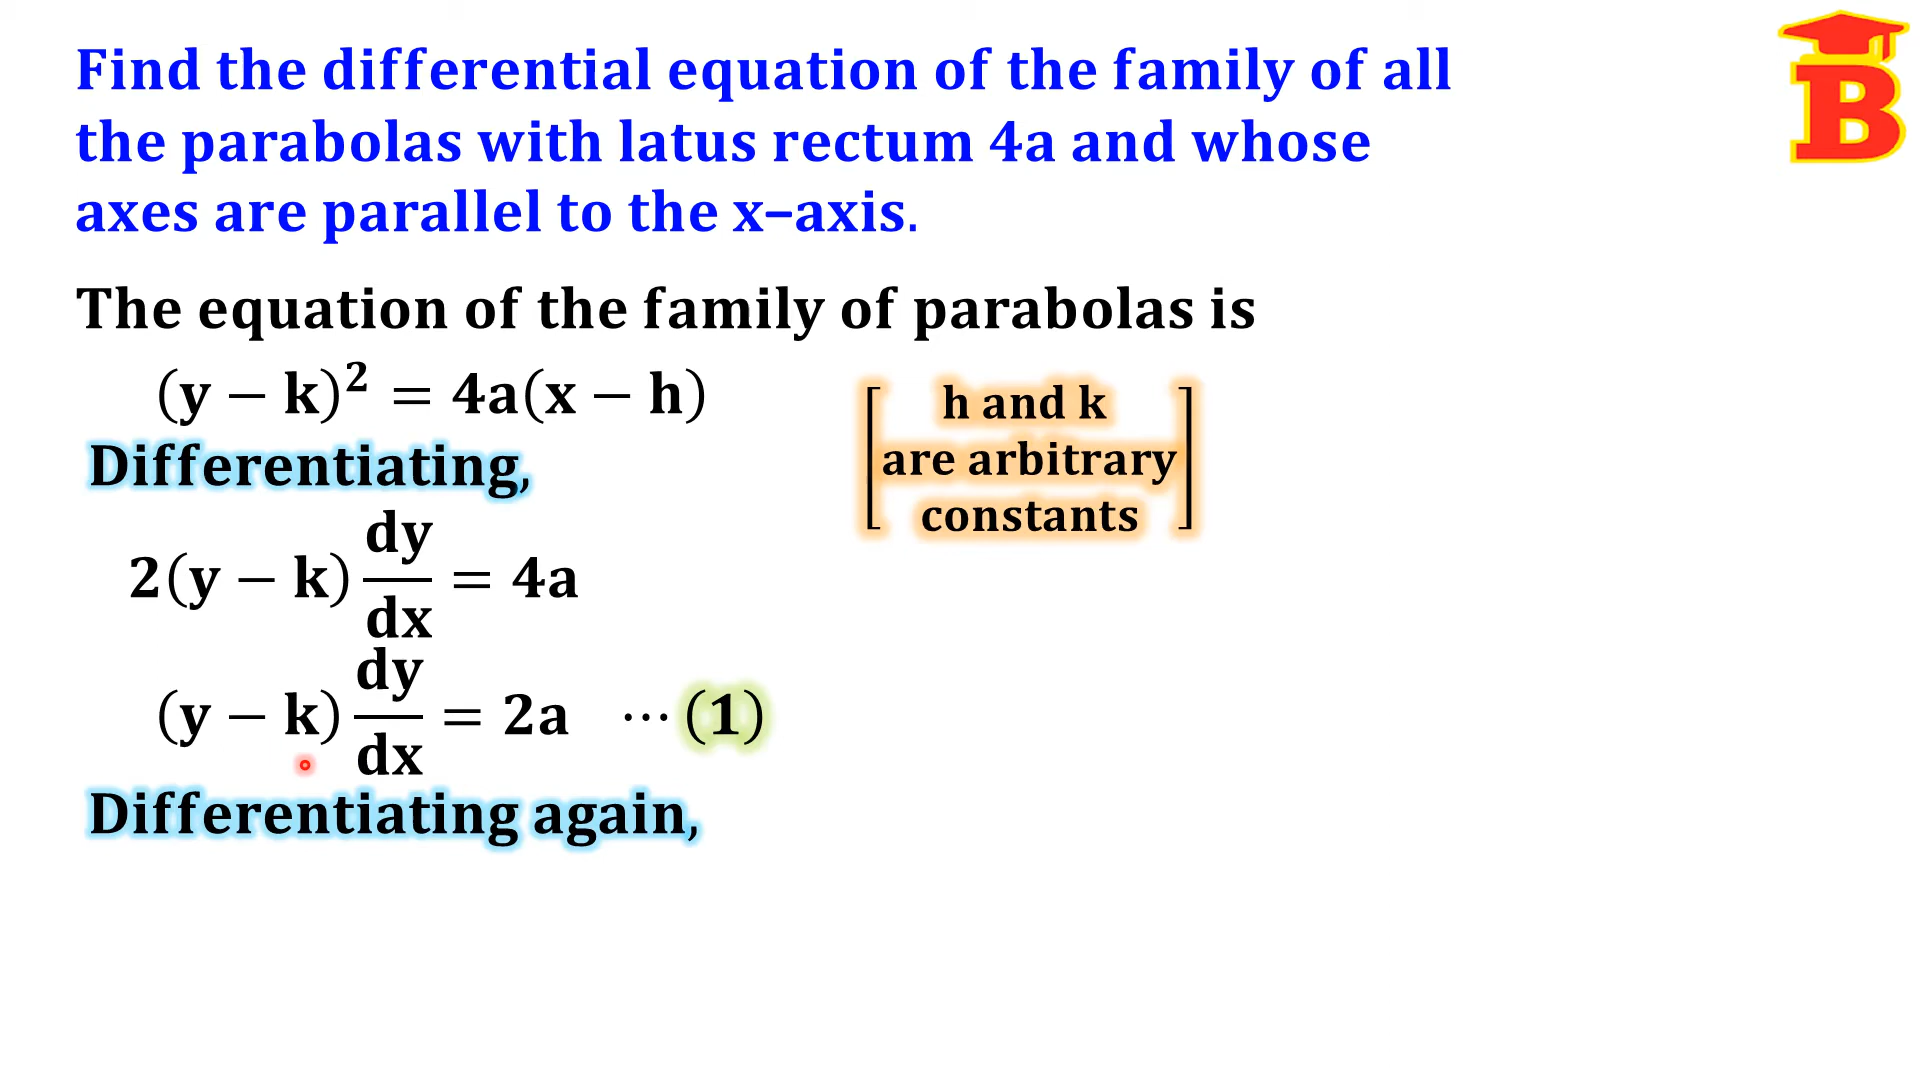 Find the differential equation of the family of all
the parabolas with latus rectum 4a and whose
axes are parallel to the x–axis.
B
The equation of the family of parabolas is
(y − k)² = 4a(x − h)
[h and k
are arbitrary
constants]
Differentiating,
2(y − k) dy/dx = 4a
(y − k) dy/dx = 2a ⋯ (1)
Differentiating again,